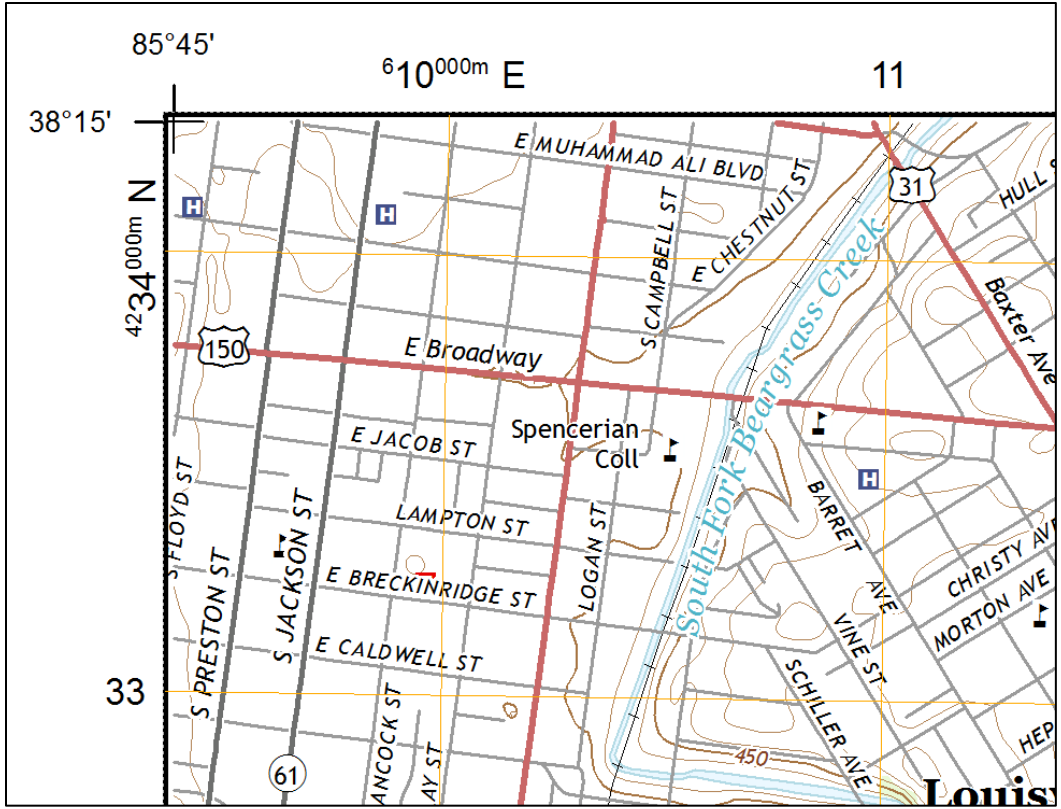 85°45'
⁶10⁰⁰⁰ᵐ E
11
38°15'
E MUHAMMAD ALI BLVD
31
HULL S
H
H
S CAMPBELL ST
E CHESTNUT ST
⁴²34⁰⁰⁰ᵐ N
South Fork Beargrass Creek
Baxter Ave
150
E Broadway
Spencerian
Coll
E JACOB ST
H
S FLOYD ST
LAMPTON ST
LOGAN ST
BARRET AVE
CHRISTY AVE
S PRESTON ST
S JACKSON ST
E BRECKINRIDGE ST
MORTON AVE
VINE ST
E CALDWELL ST
SCHILLER AVE
33
ANCOCK ST
AY ST
HEP
450
61
Louisv